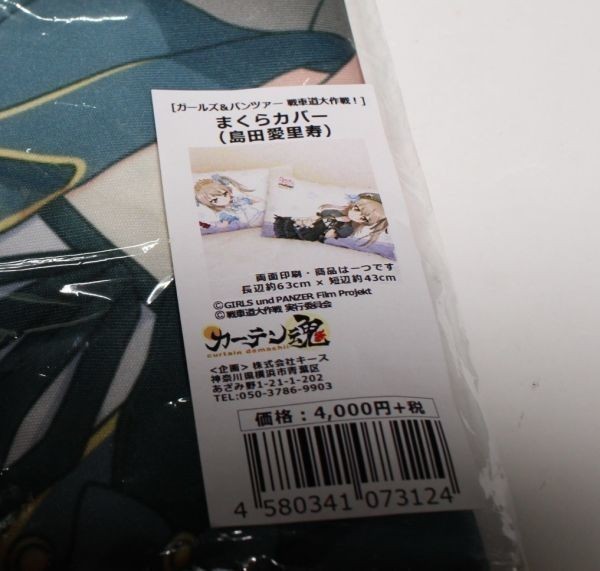 [ガールズ&パンツァー 戦車道大作戦!]
まくらカバー
(島田愛里寿)
両面印刷・商品は一つです
長辺約63cm × 短辺約43cm
©GIRLS und PANZER Film Projekt
©戦車道大作戦 実行委員会
カーテン魂
curtain damashii
<企画> 株式会社キース
神奈川県横浜市青葉区
あざみ野1-21-1-202
TEL:050-3786-9901
価格:4,000円+税
4 580341 073124